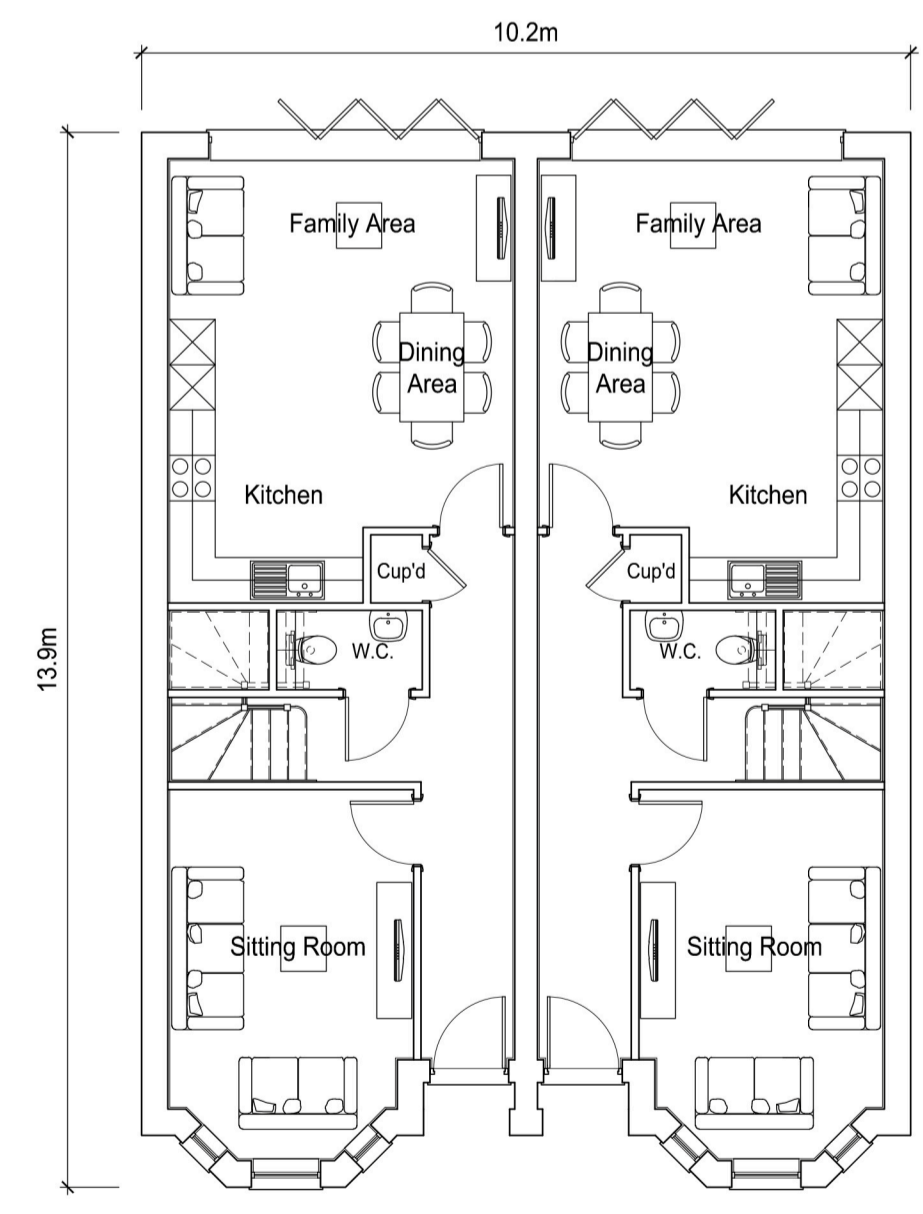 10.2m
Family Area
Family Area
Dining
Area
Dining
Area
Kitchen
Kitchen
Cup'd
Cup'd
W.C.
W.C.
13.9m
Sitting Room
Sitting Room